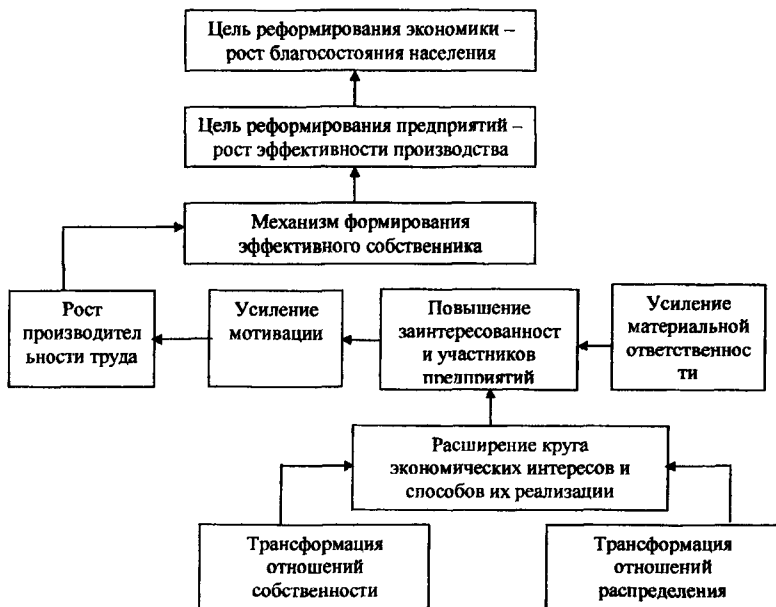 Цель реформирования экономики –
рост благосостояния населения
Цель реформирования предприятий –
рост эффективности производства
Механизм формирования
эффективного собственника
Рост
производител
ьности труда
Усиление
мотивации
Повышение
заинтересованност
и участников
предприятий
Усиление
материальной
ответственнос
ти
Расширение круга
экономических интересов и
способов их реализации
Трансформация
отношений
собственности
Трансформация
отношений
распределения